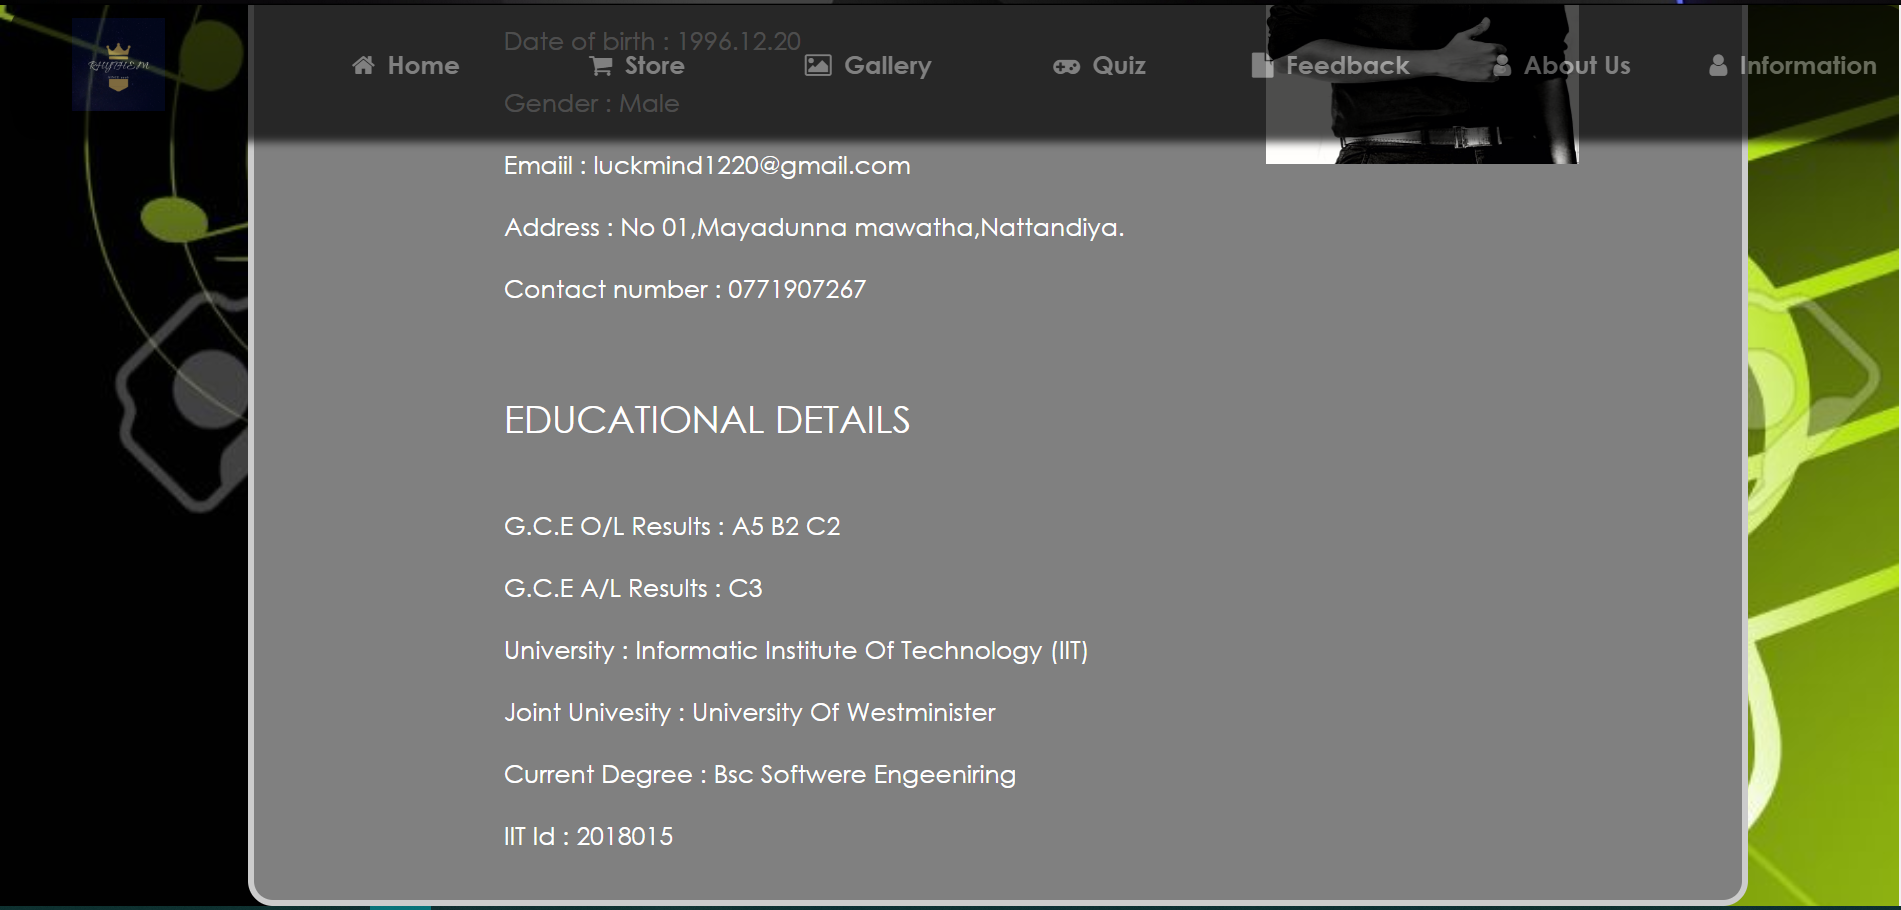 RHYTHEM
Home
Store
Gallery
Quiz
Feedback
About Us
Information
Date of birth : 1996.12.20
Gender : Male
Emaiil : luckmind1220@gmail.com
Address : No 01,Mayadunna mawatha,Nattandiya.
Contact number : 0771907267
EDUCATIONAL DETAILS
G.C.E O/L Results : A5 B2 C2
G.C.E A/L Results : C3
University : Informatic Institute Of Technology (IIT)
Joint Univesity : University Of Westminister
Current Degree : Bsc Softwere Engeeniring
IIT Id : 2018015